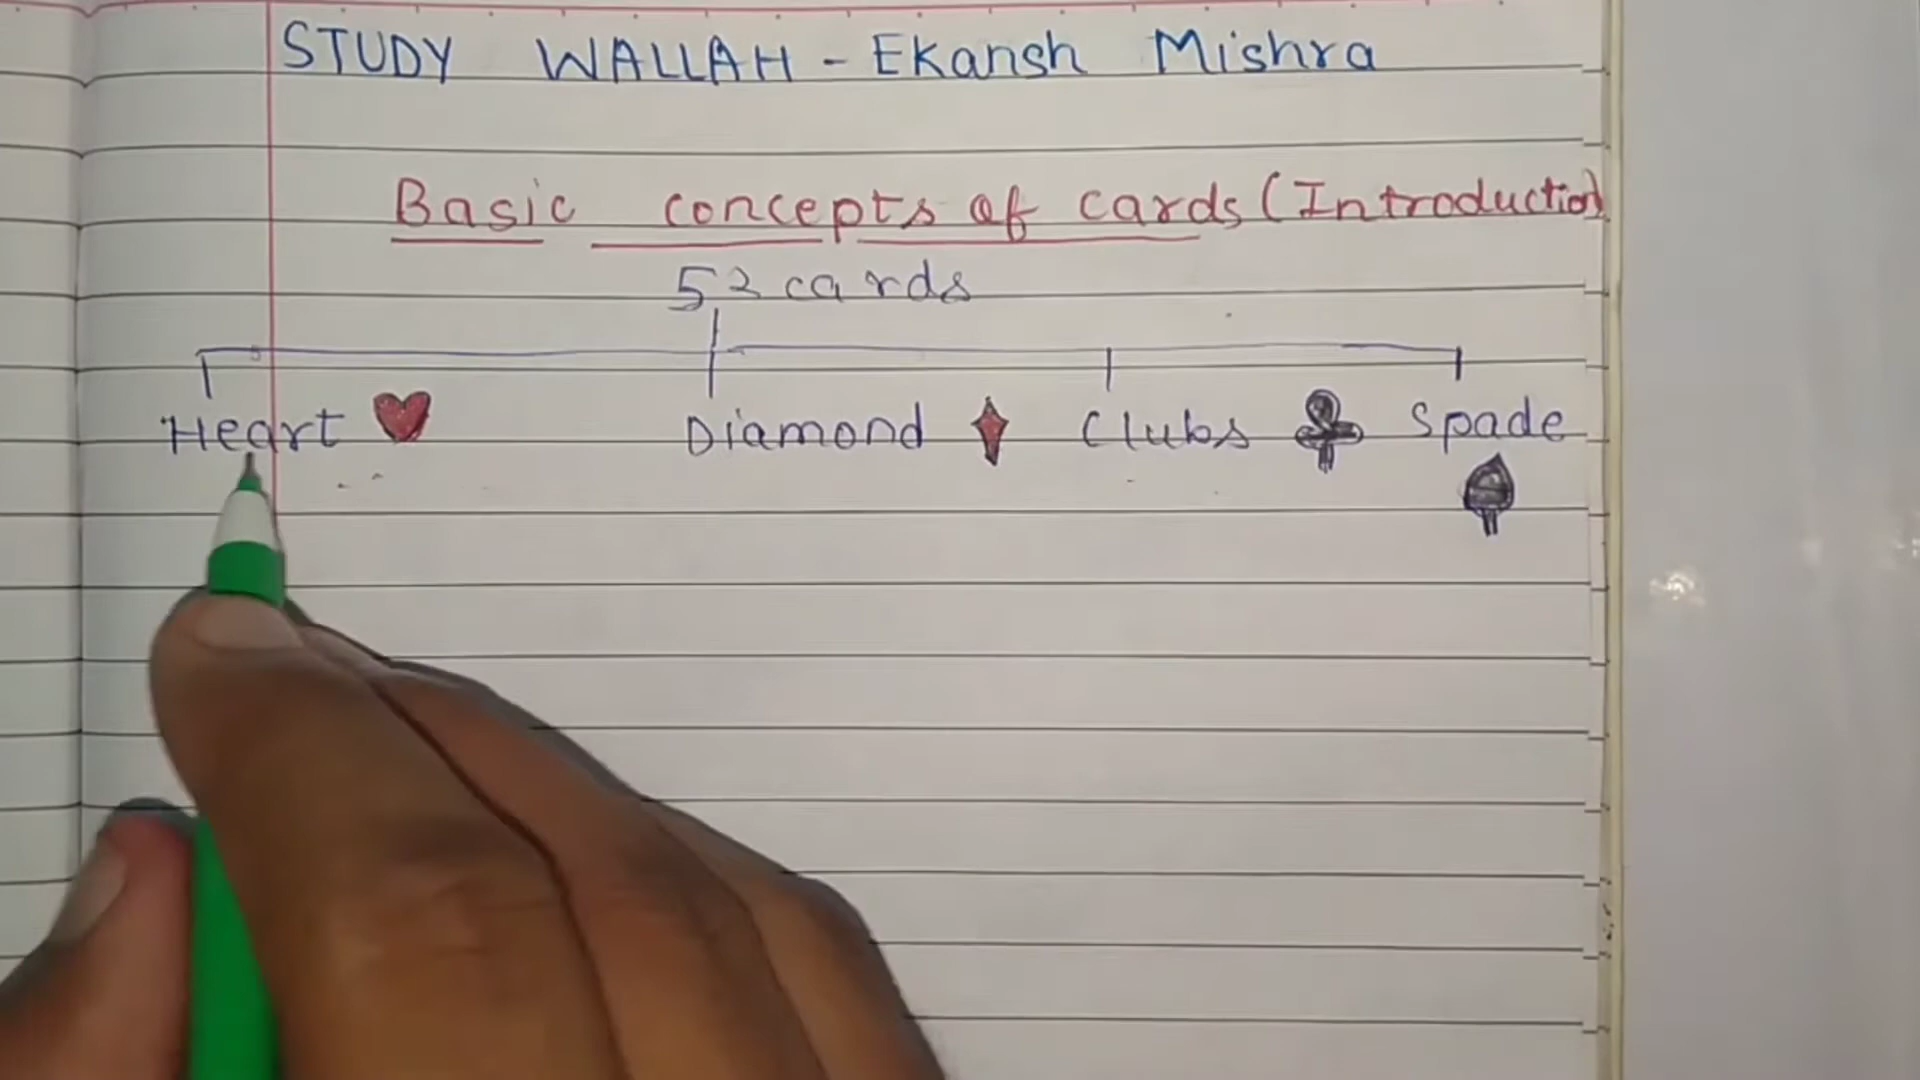 STUDY WALLAH - Ekansh Mishra
Basic concepts of cards (Introduction)
52 cards
Heart Diamond Clubs Spade